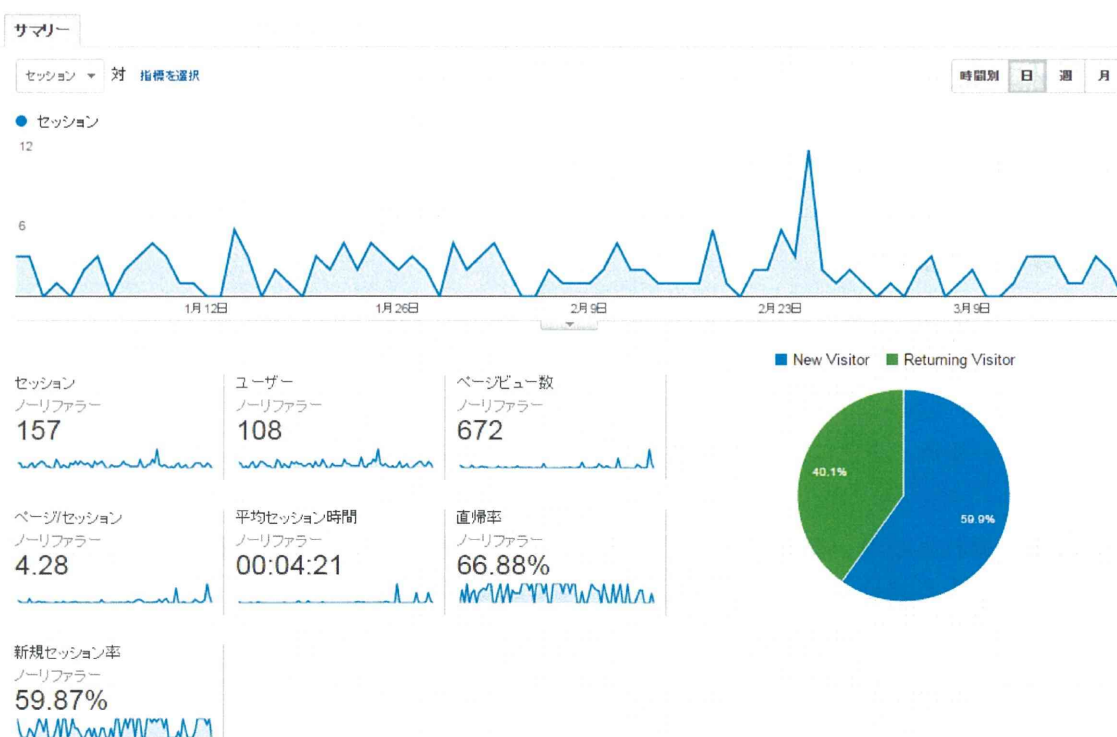 サマリー
セッション 対 指標を選択
時間別 日 週 月
セッション
12
6
1月12日 1月26日 2月9日 2月23日 3月9日
New Visitor Returning Visitor
セッション ユーザー ページビュー数
ノーリファラー ノーリファラー ノーリファラー
157 108 672
40.1%
59.9%
ページ/セッション 平均セッション時間 直帰率
ノーリファラー ノーリファラー ノーリファラー
4.28 00:04:21 66.88%
新規セッション率
ノーリファラー
59.87%